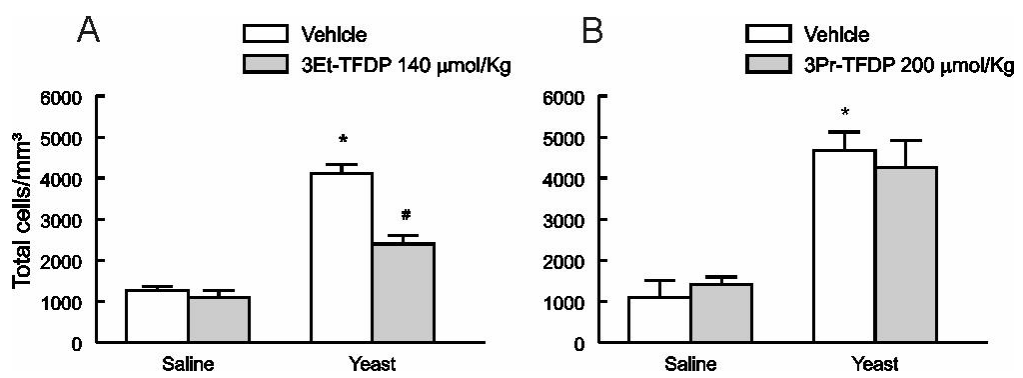 A
Vehicle
3Et-TFDP 140 µmol/Kg
Total cells/mm³
6000
5000
4000
3000
2000
1000
0
*
#
Saline Yeast
B
Vehicle
3Pr-TFDP 200 µmol/Kg
6000
5000
4000
3000
2000
1000
0
*
Saline Yeast